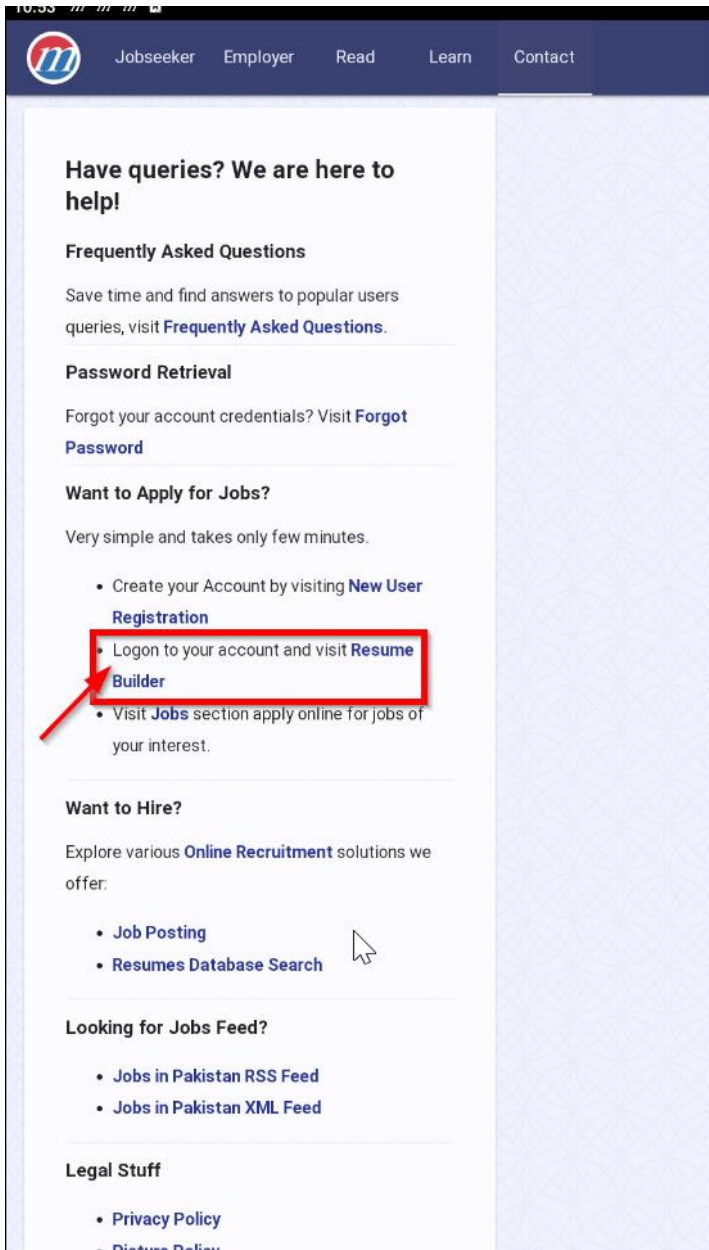 10:53 m m m
m
Jobseeker Employer Read Learn Contact
Have queries? We are here to
help!
Frequently Asked Questions
Save time and find answers to popular users
queries, visit Frequently Asked Questions.
Password Retrieval
Forgot your account credentials? Visit Forgot
Password
Want to Apply for Jobs?
Very simple and takes only few minutes.
• Create your Account by visiting New User
Registration
• Logon to your account and visit Resume
Builder
• Visit Jobs section apply online for jobs of
your interest.
Want to Hire?
Explore various Online Recruitment solutions we
offer:
• Job Posting
• Resumes Database Search
Looking for Jobs Feed?
• Jobs in Pakistan RSS Feed
• Jobs in Pakistan XML Feed
Legal Stuff
• Privacy Policy
• Picture Policy